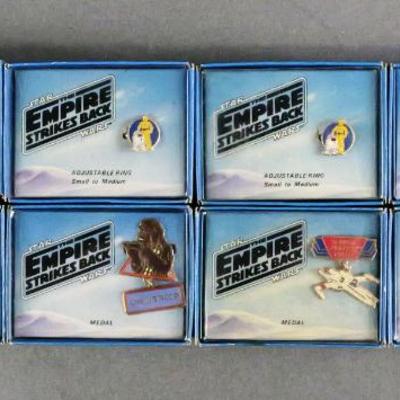 STAR THE
EMPIRE
STRIKES BACK
WARS
ADJUSTABLE RING
Small to Medium
STAR THE
EMPIRE
STRIKES BACK
WARS
ADJUSTABLE RING
Small to Medium
STAR THE
EMPIRE
STRIKES BACK
WARS
CHEWBACCA
MEDAL
STAR THE
EMPIRE
STRIKES BACK
WARS
MEDAL